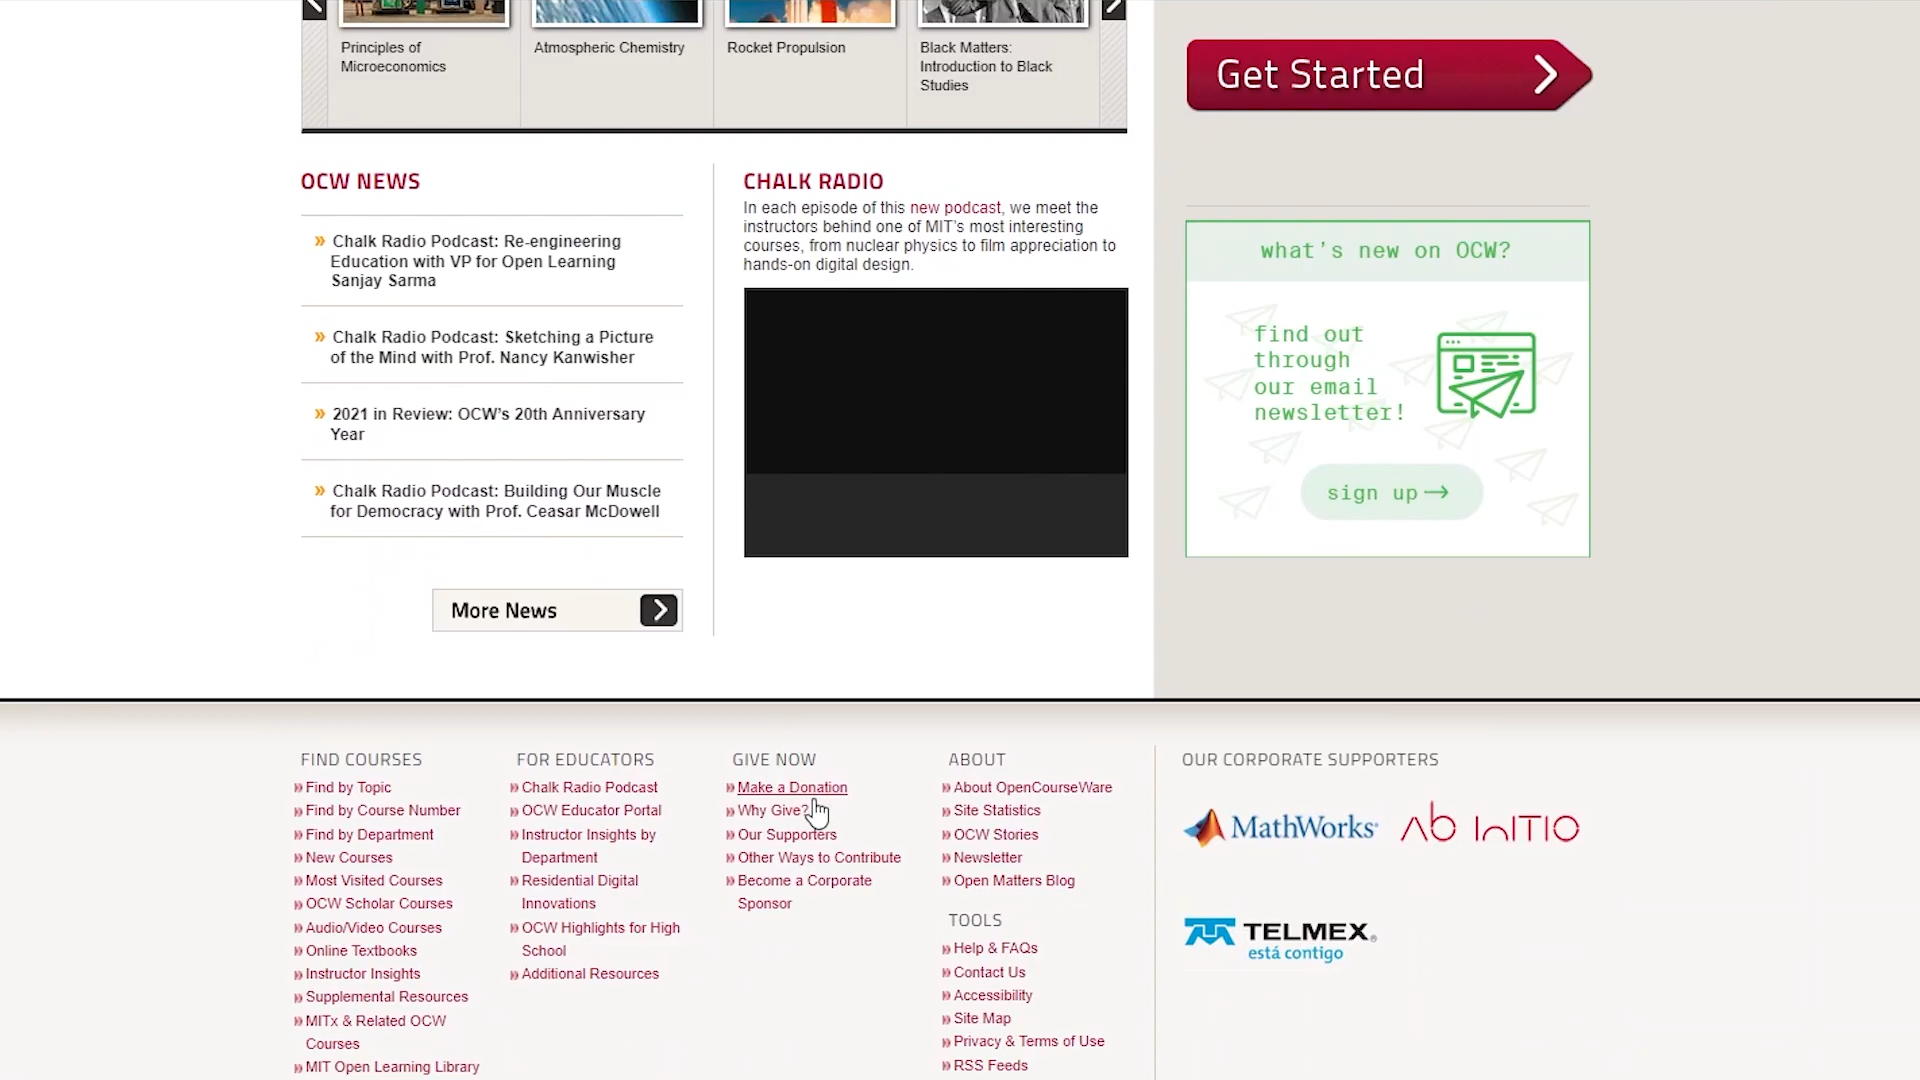 Principles of
Microeconomics
Atmospheric Chemistry
Rocket Propulsion
Black Matters:
Introduction to Black
Studies
Get Started
OCW NEWS
» Chalk Radio Podcast: Re-engineering
Education with VP for Open Learning
Sanjay Sarma
» Chalk Radio Podcast: Sketching a Picture
of the Mind with Prof. Nancy Kanwisher
» 2021 in Review: OCW's 20th Anniversary
Year
» Chalk Radio Podcast: Building Our Muscle
for Democracy with Prof. Ceasar McDowell
More News
CHALK RADIO
In each episode of this new podcast, we meet the
instructors behind one of MIT's most interesting
courses, from nuclear physics to film appreciation to
hands-on digital design.
what's new on OCW?
find out
through
our email
newsletter!
sign up→
FIND COURSES
» Find by Topic
» Find by Course Number
» Find by Department
» New Courses
» Most Visited Courses
» OCW Scholar Courses
» Audio/Video Courses
» Online Textbooks
» Instructor Insights
» Supplemental Resources
» MITx & Related OCW
Courses
» MIT Open Learning Library
FOR EDUCATORS
» Chalk Radio Podcast
» OCW Educator Portal
» Instructor Insights by
Department
» Residential Digital
Innovations
» OCW Highlights for High
School
» Additional Resources
GIVE NOW
» Make a Donation
» Why Give?
» Our Supporters
» Other Ways to Contribute
» Become a Corporate
Sponsor
ABOUT
» About OpenCourseWare
» Site Statistics
» OCW Stories
» Newsletter
» Open Matters Blog
TOOLS
» Help & FAQs
» Contact Us
» Accessibility
» Site Map
» Privacy & Terms of Use
» RSS Feeds
OUR CORPORATE SUPPORTERS
MathWorks®
Ab InITIO
TELMEX®
está contigo